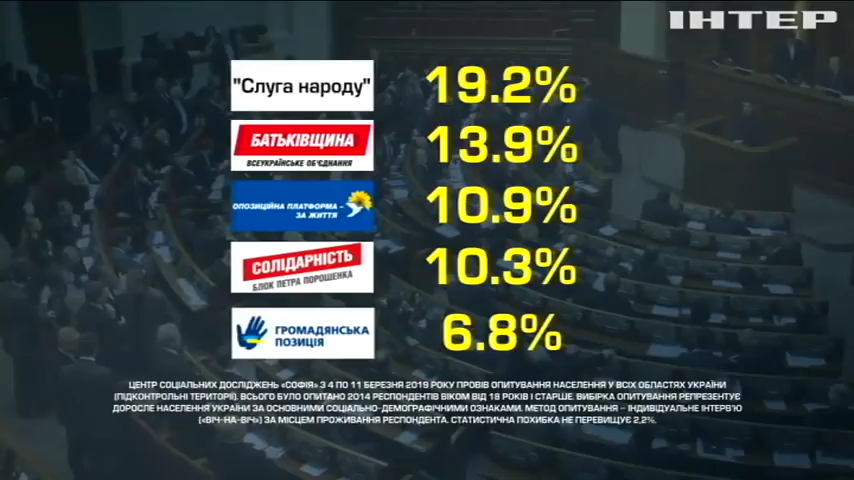 ІНТЕР
"Слуга народу"
19.2%
БАТЬКІВЩИНА
ВСЕУКРАЇНСЬКЕ ОБ'ЄДНАННЯ
13.9%
ОПОЗИЦІЙНА ПЛАТФОРМА –
ЗА ЖИТТЯ
10.9%
СОЛІДАРНІСТЬ
БЛОК ПЕТРА ПОРОШЕНКА
10.3%
ГРОМАДЯНСЬКА
ПОЗИЦІЯ
6.8%
ЦЕНТР СОЦІАЛЬНИХ ДОСЛІДЖЕНЬ «СОФІЯ» З 4 ПО 11 БЕРЕЗНЯ 2019 РОКУ ПРОВІВ ОПИТУВАННЯ НАСЕЛЕННЯ У ВСІХ ОБЛАСТЯХ УКРАЇНИ
(ПІДКОНТРОЛЬНІ ТЕРИТОРІЇ). ВСЬОГО БУЛО ОПИТАНО 2014 РЕСПОНДЕНТІВ ВІКОМ ВІД 18 РОКІВ І СТАРШЕ. ВИБІРКА ОПИТУВАННЯ РЕПРЕЗЕНТУЄ
ДОРОСЛЕ НАСЕЛЕННЯ УКРАЇНИ ЗА ОСНОВНИМИ СОЦІАЛЬНО-ДЕМОГРАФІЧНИМИ ОЗНАКАМИ. МЕТОД ОПИТУВАННЯ – ІНДИВІДУАЛЬНЕ ІНТЕРВ'Ю
(«ВІЧ-НА-ВІЧ») ЗА МІСЦЕМ ПРОЖИВАННЯ РЕСПОНДЕНТА. СТАТИСТИЧНА ПОХИБКА НЕ ПЕРЕВИЩУЄ 2,2%.